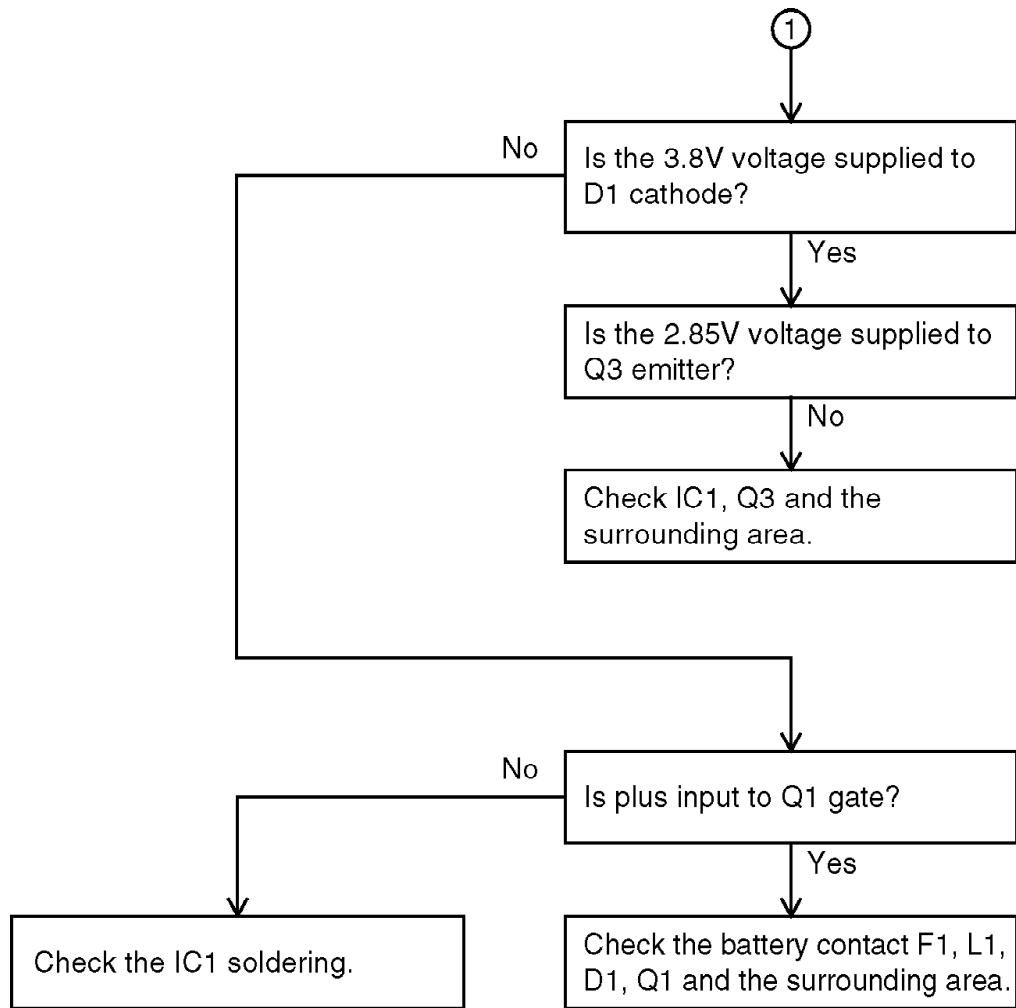 1
No
Is the 3.8V voltage supplied to
D1 cathode?
Yes
Is the 2.85V voltage supplied to
Q3 emitter?
No
Check IC1, Q3 and the
surrounding area.
No
Is plus input to Q1 gate?
Yes
Check the IC1 soldering.
Check the battery contact F1, L1,
D1, Q1 and the surrounding area.